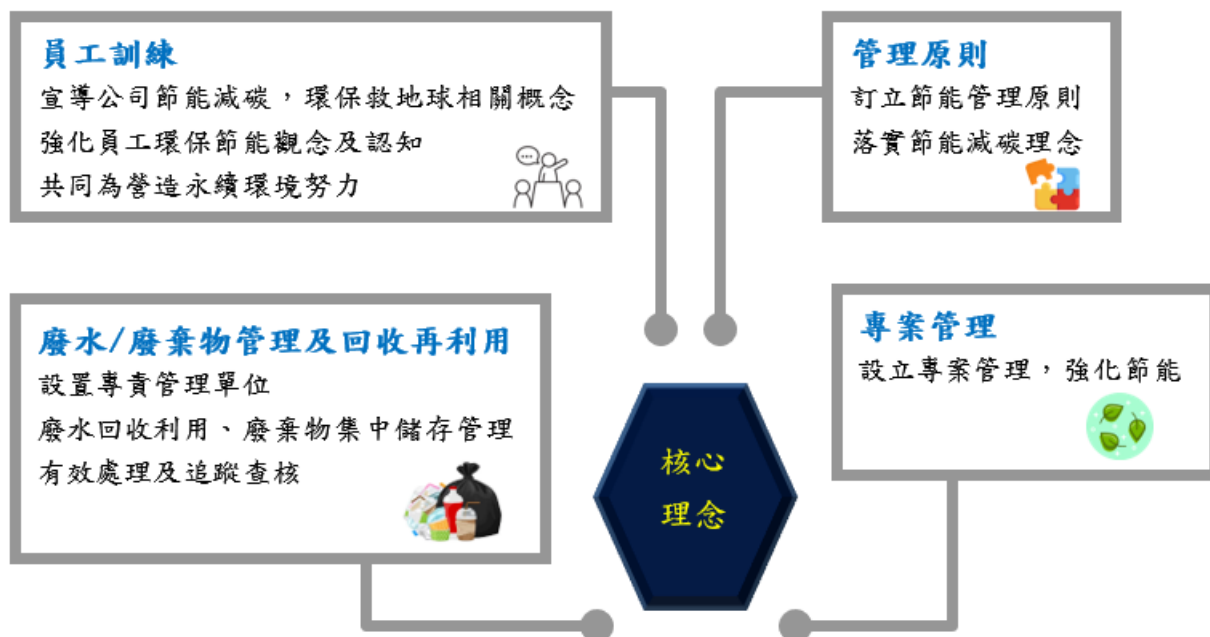 員工訓練
宣導公司節能減碳，環保救地球相關概念
強化員工環保節能觀念及認知
共同為營造永續環境努力
管理原則
訂立節能管理原則
落實節能減碳理念
廢水/廢棄物管理及回收再利用
設置專責管理單位
廢水回收利用、廢棄物集中儲存管理
有效處理及追蹤查核
專案管理
設立專案管理，強化節能
核心
理念